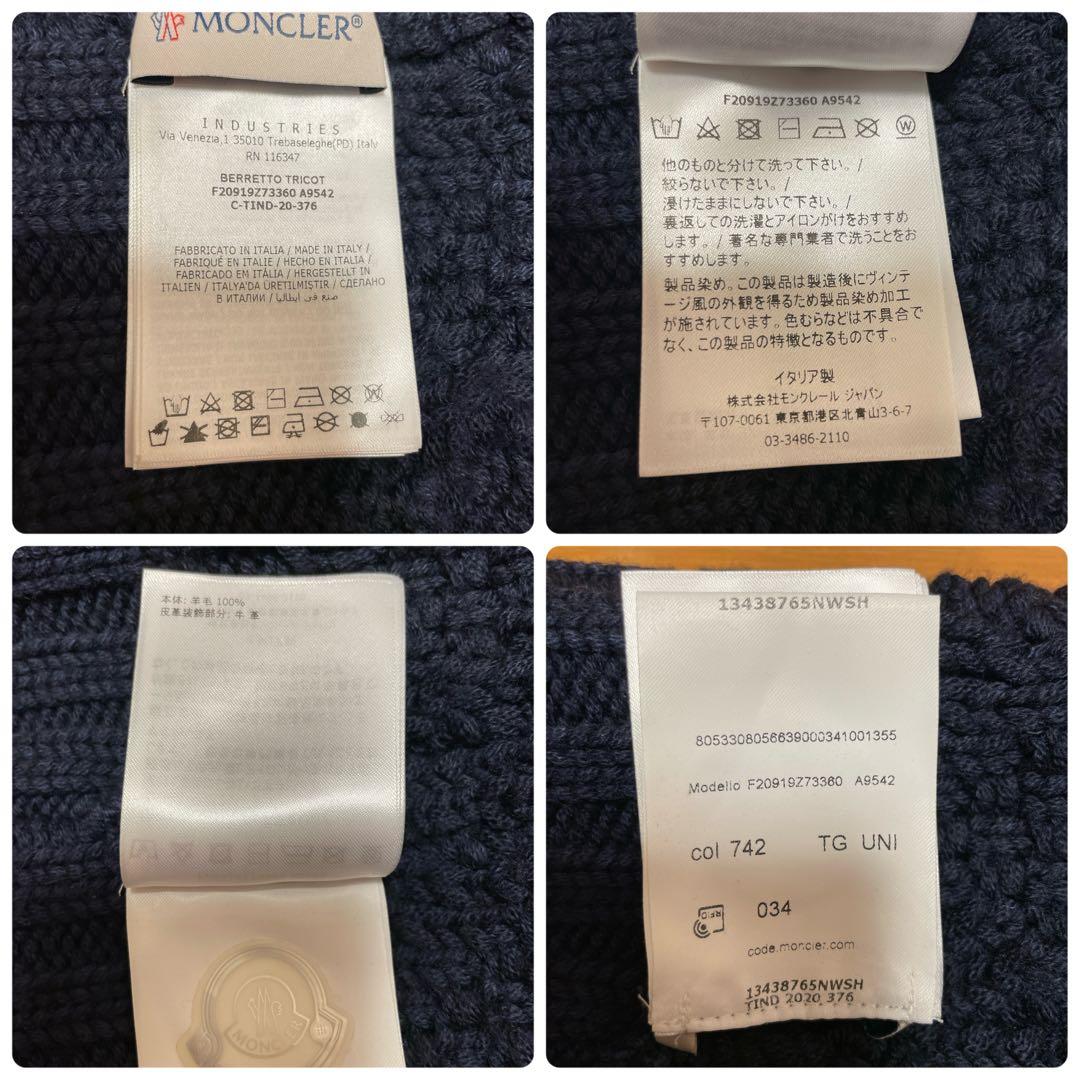 MONCLER®
INDUSTRIES
Via Venezia,1 35010 Trebaseleghe(PD) Italy
RN 116347
BERRETTO TRICOT
F20919Z73360 A9542
C-TIND-20-376
FABBRICATO IN ITALIA / MADE IN ITALY /
FABRIQUÉ EN ITALIE / HECHO EN ITALIA /
FABRICADO EM ITÁLIA / HERGESTELLT IN
ITALIEN / ITALYA'DA ÜRETILMIŞTIR / СДЕЛАНО
В ИТАЛИИ / صنع في ايطاليا
F20919Z73360 A9542
W
他のものと分けて洗って下さい。/
絞らないで下さい。/
浸けたままにしないで下さい。/
裏返しての洗濯とアイロンがけをおすすめ
します。/ 著名な専門業者で洗うことをお
すすめします。
製品染め。この製品は製造後にヴィンテ
ージ風の外観を得るため製品染め加工
が施されています。色むらなどは不具合で
なく、この製品の特徴となるものです。
イタリア製
株式会社モンクレール ジャパン
〒107-0061 東京都港区北青山3-6-7
03-3486-2110
本体: 羊毛 100%
皮革装飾部分: 牛 革
MONCLER
13438765NWSH
8053308056639000341001355
Modello F20919Z73360 A9542
col 742 TG UNI
RFID 034
code.moncler.com
13438765NWSH
TIND 2020 376